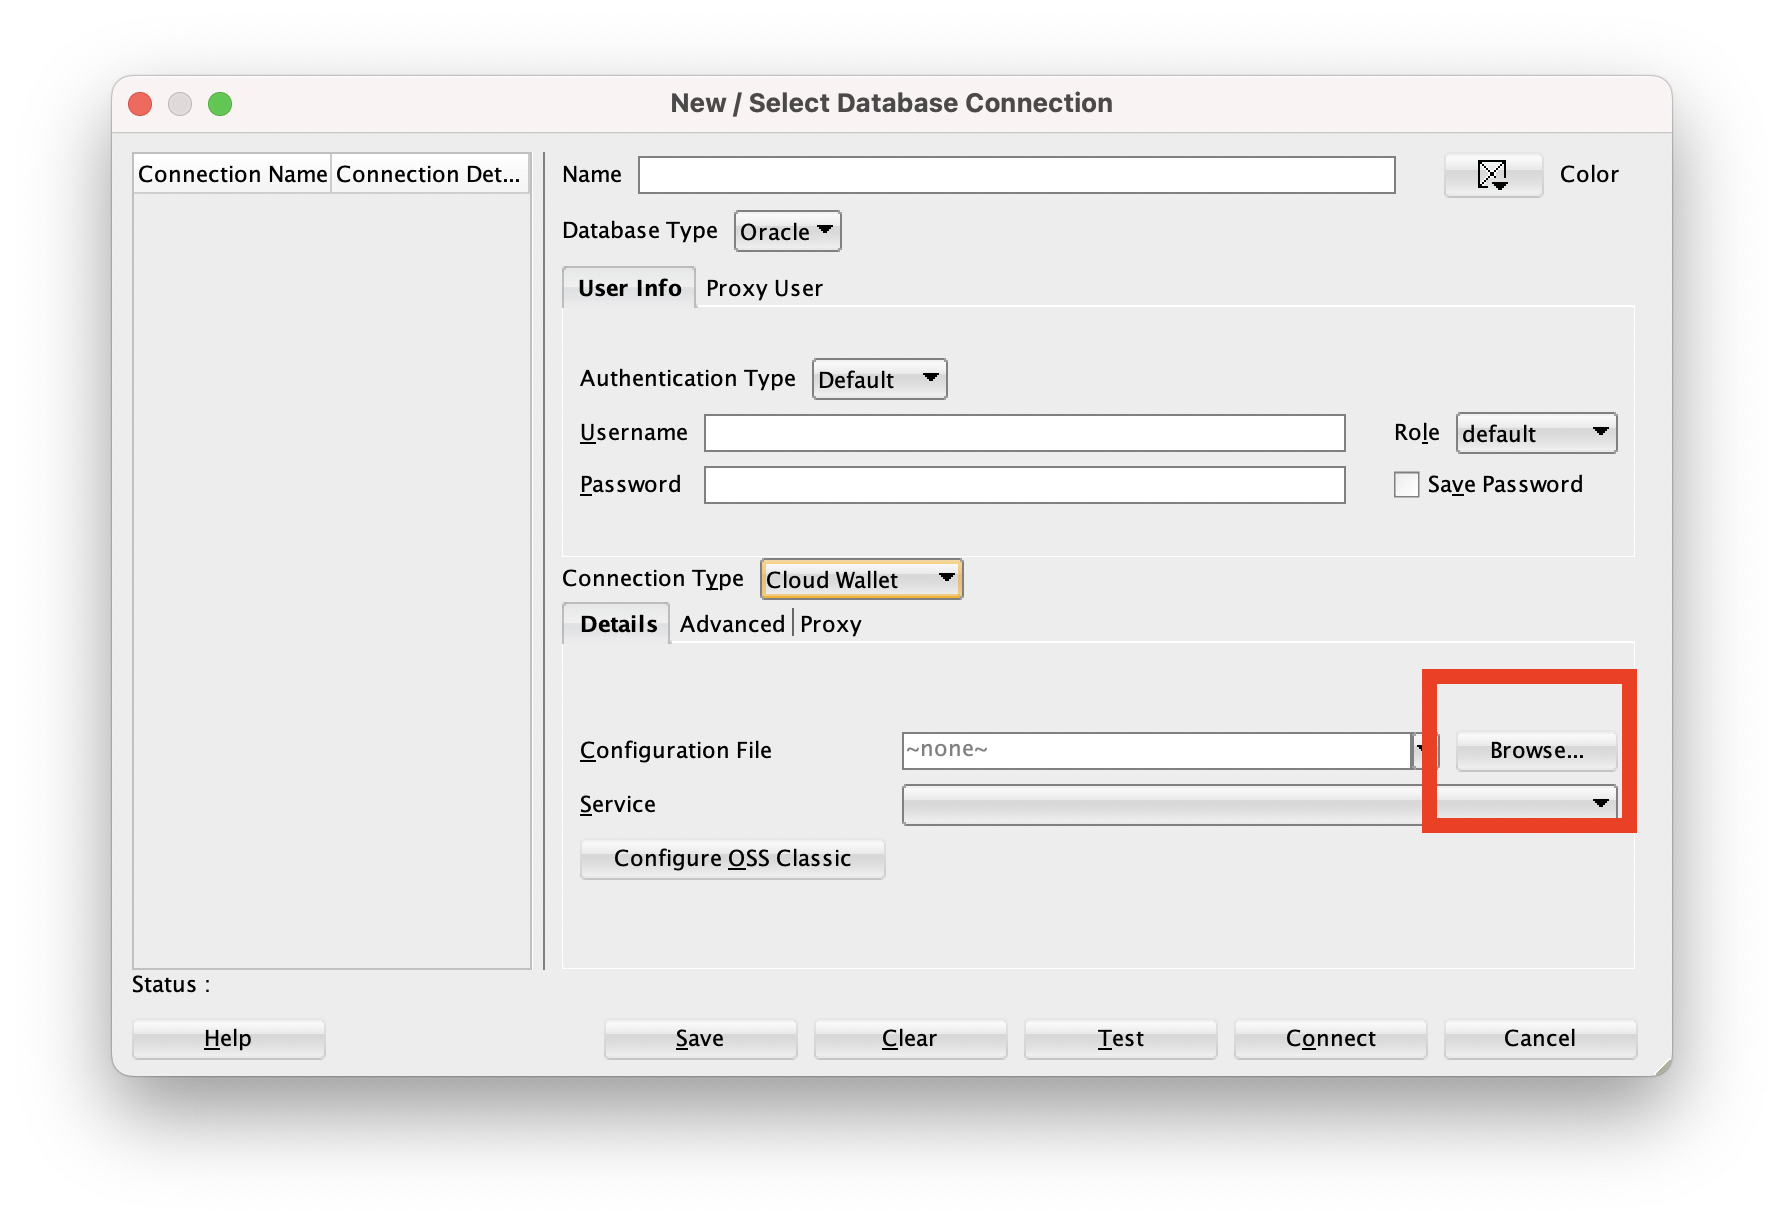 New / Select Database Connection
Connection Name Connection Det...
Name
Color
Database Type Oracle
User Info Proxy User
Authentication Type Default
Username
Role default
Password
Save Password
Connection Type Cloud Wallet
Details Advanced Proxy
Configuration File ~none~ Browse...
Service
Configure OSS Classic
Status :
Help Save Clear Test Connect Cancel